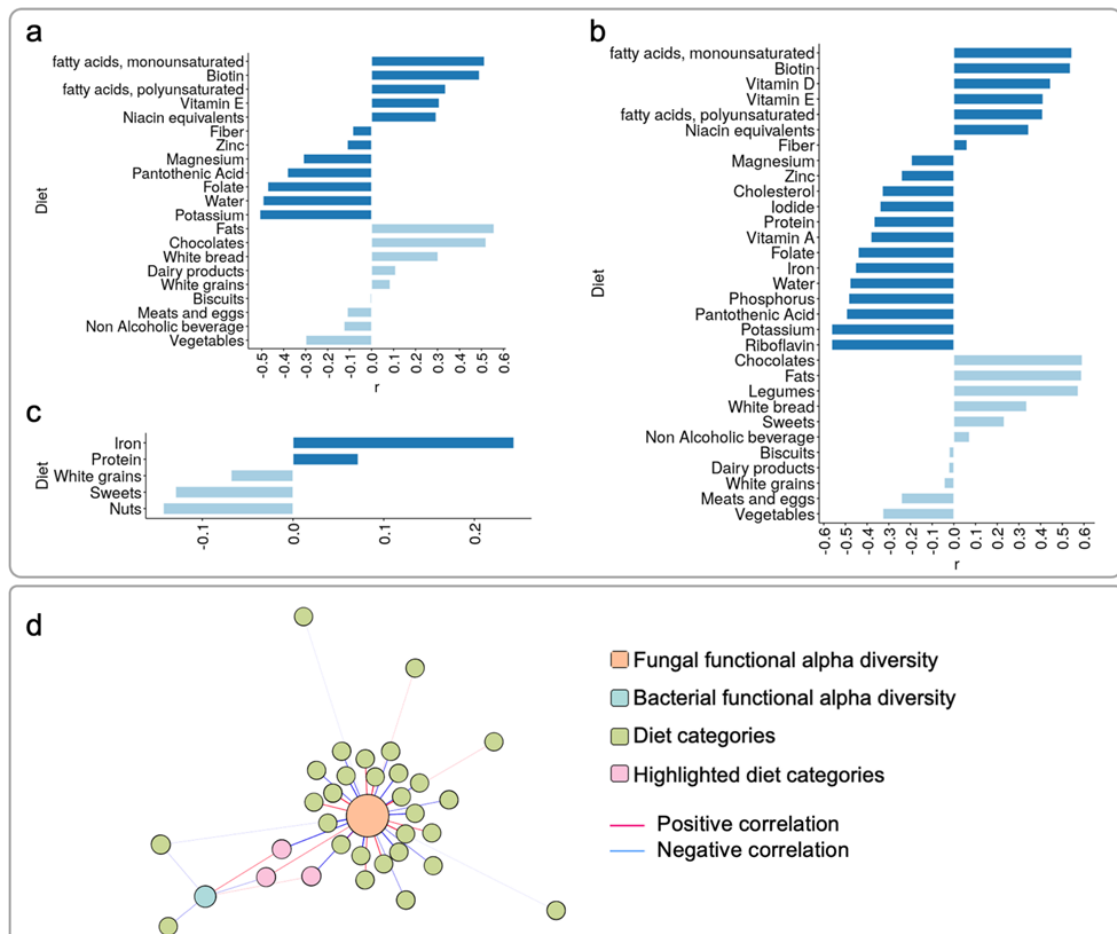 a
fatty acids, monounsaturated
Biotin
fatty acids, polyunsaturated
Vitamin E
Niacin equivalents
Fiber
Zinc
Magnesium
Pantothenic Acid
Folate
Water
Potassium
Fats
Chocolates
White bread
Dairy products
White grains
Biscuits
Meats and eggs
Non Alcoholic beverage
Vegetables
Diet
-0.5 -0.4 -0.3 -0.2 -0.1 0.0 0.1 0.2 0.3 0.4 0.5 0.6
r
b
fatty acids, monounsaturated
Biotin
Vitamin D
Vitamin E
fatty acids, polyunsaturated
Niacin equivalents
Fiber
Magnesium
Zinc
Cholesterol
Iodide
Protein
Vitamin A
Folate
Iron
Water
Phosphorus
Pantothenic Acid
Potassium
Riboflavin
Chocolates
Fats
Legumes
White bread
Sweets
Non Alcoholic beverage
Biscuits
Dairy products
White grains
Meats and eggs
Vegetables
Diet
-0.6 -0.5 -0.4 -0.3 -0.2 -0.1 0.0 0.1 0.2 0.3 0.4 0.5 0.6
r
c
Iron
Protein
White grains
Sweets
Nuts
Diet
-0.1 0.0 0.1 0.2
d
Fungal functional alpha diversity
Bacterial functional alpha diversity
Diet categories
Highlighted diet categories
Positive correlation
Negative correlation